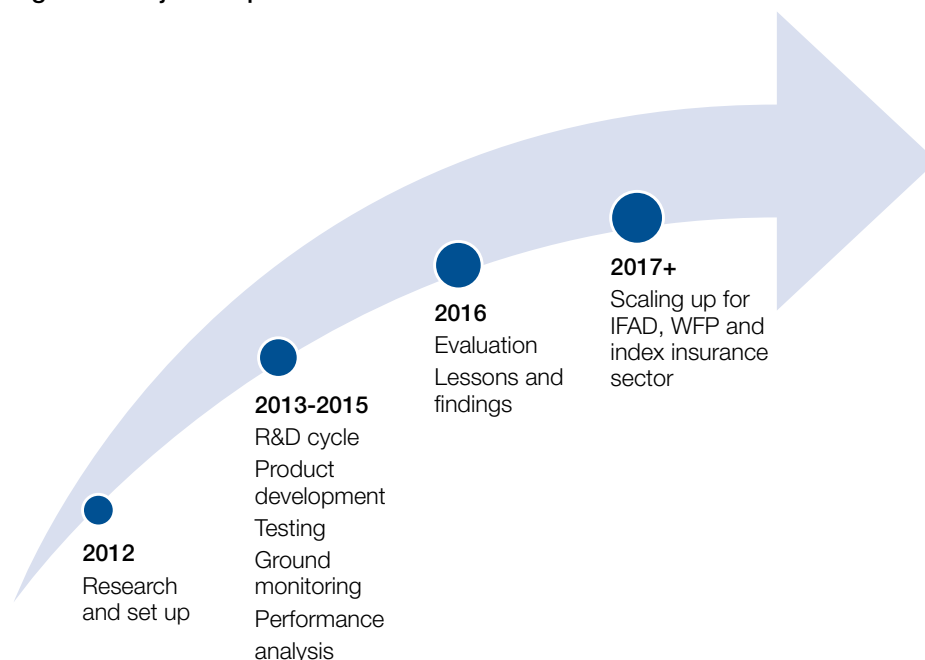 2012
Research
and set up
2013-2015
R&D cycle
Product
development
Testing
Ground
monitoring
Performance
analysis
2016
Evaluation
Lessons and
findings
2017+
Scaling up for
IFAD, WFP and
index insurance
sector